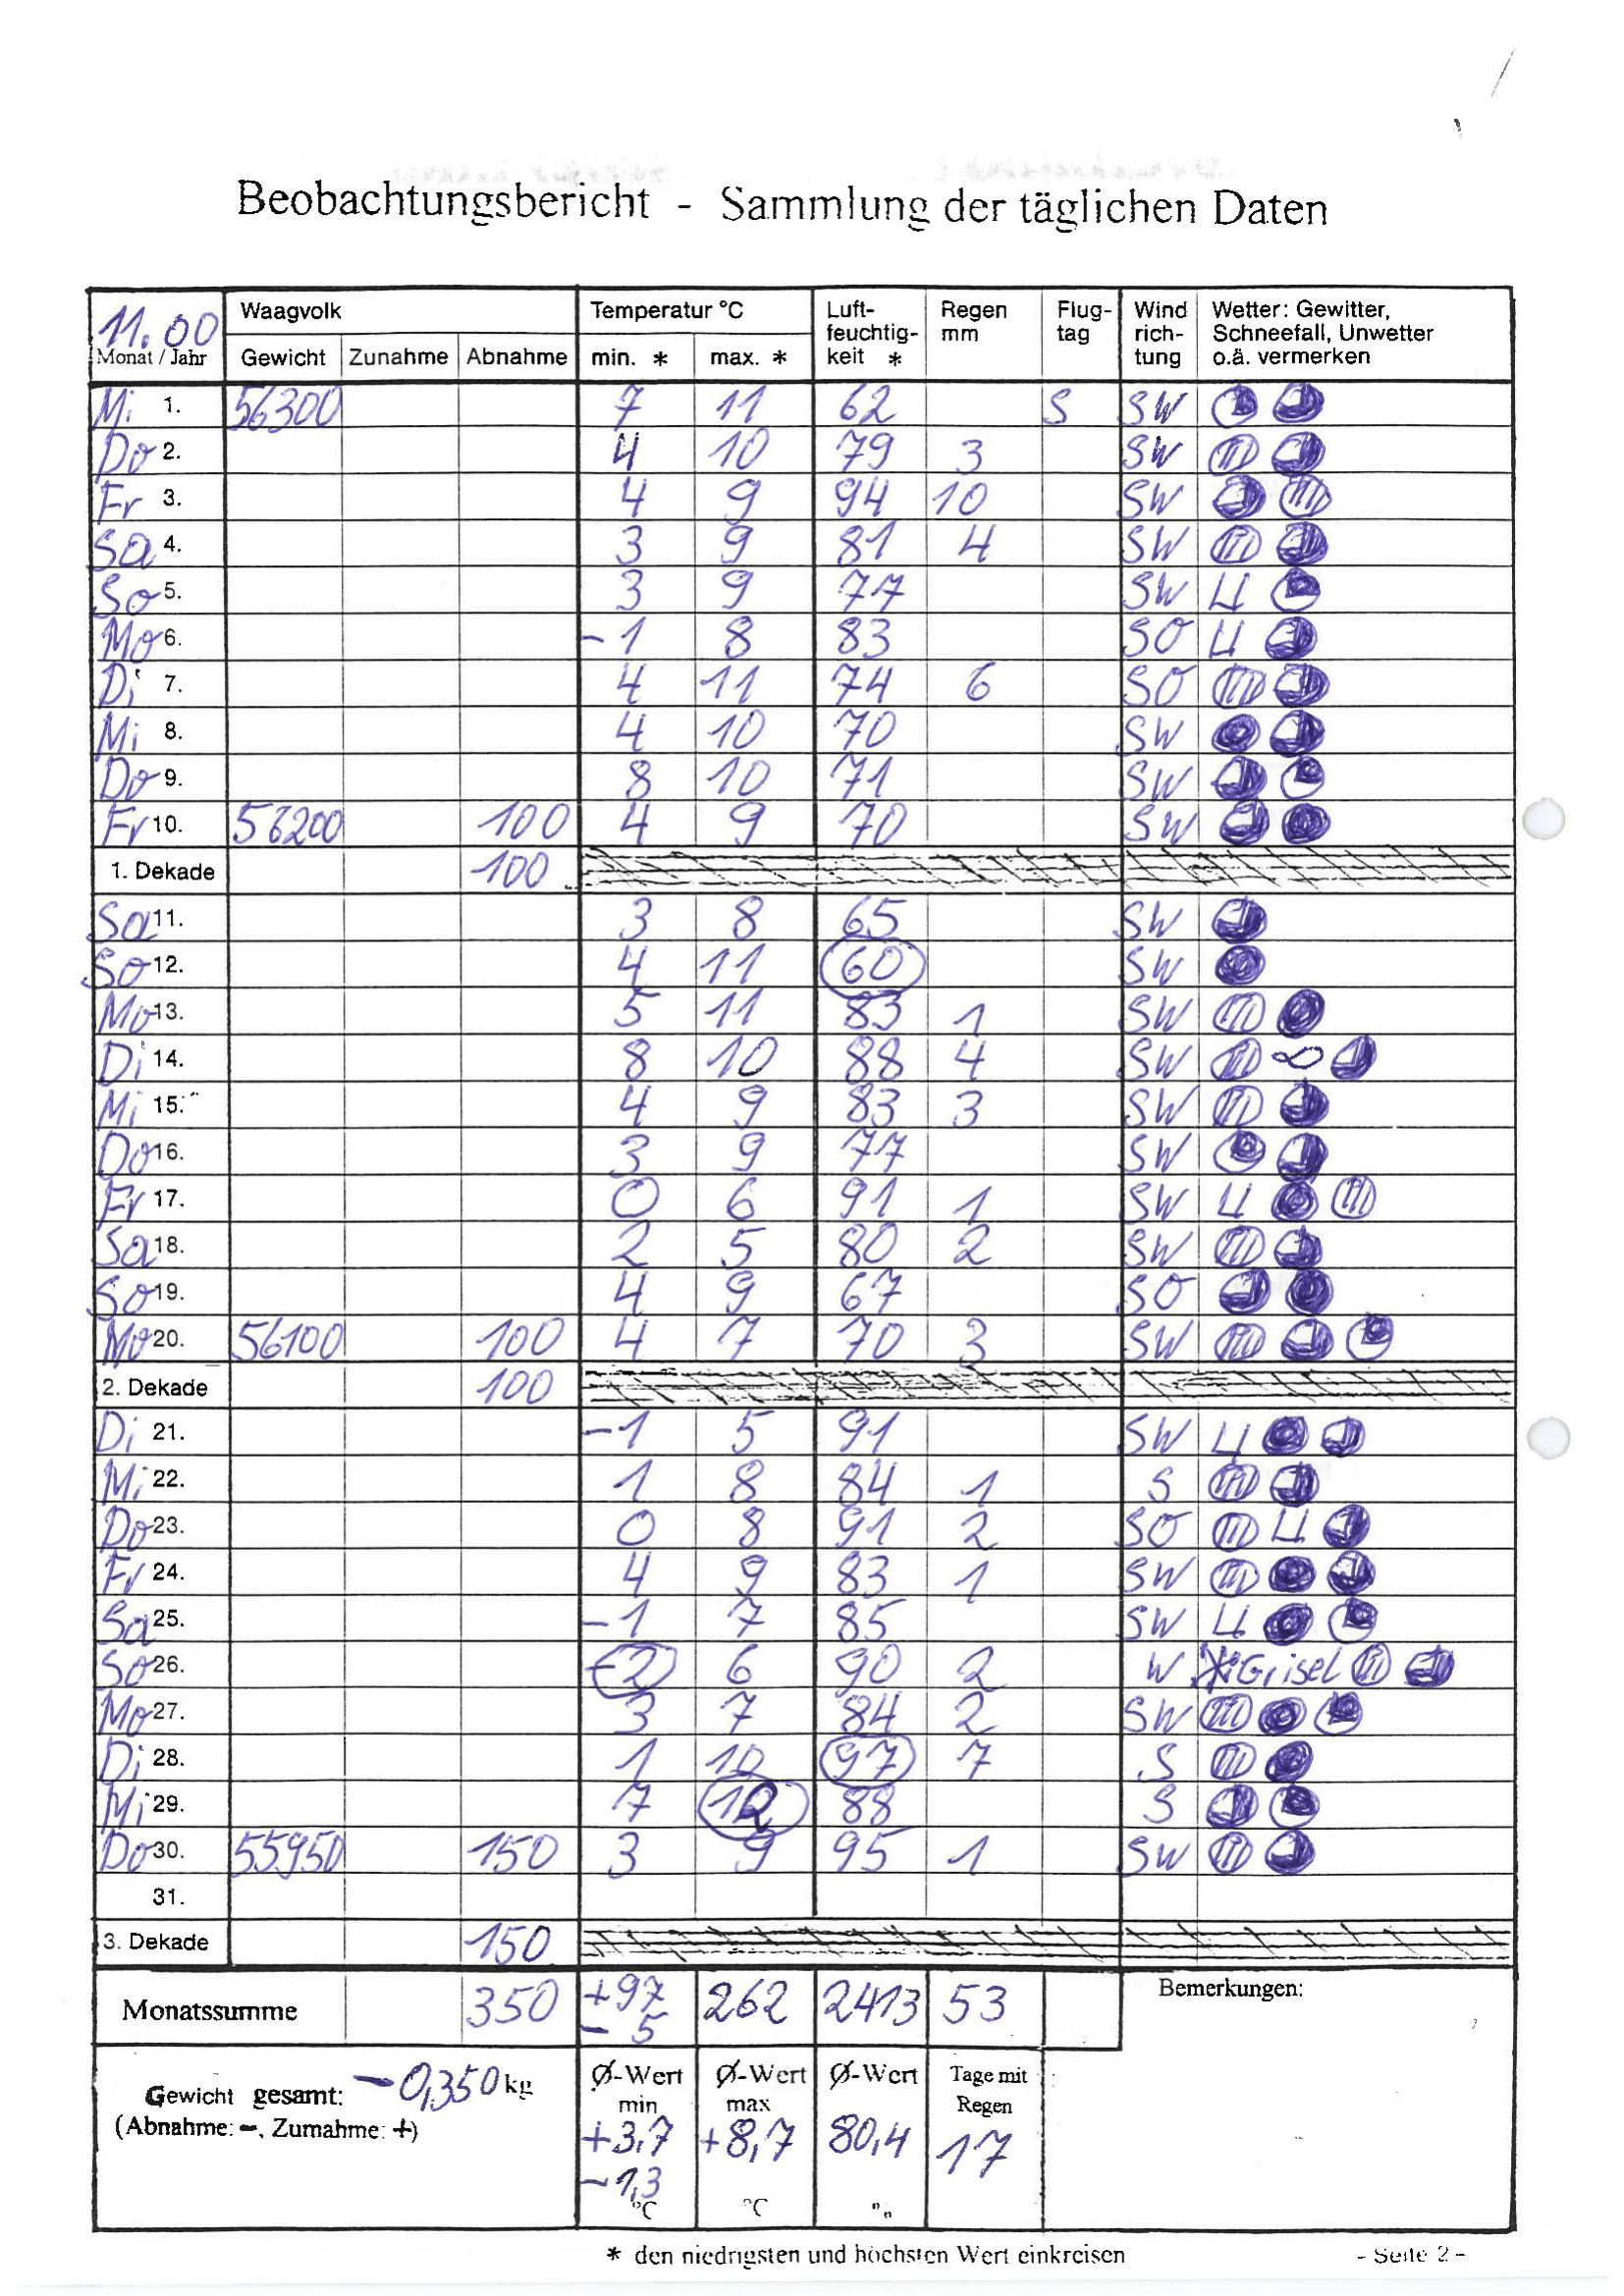 Beobachtungsbericht - Sammlung der täglichen Daten
11.00 Waagvolk Temperatur °C Luft- Regen Flug- Wind Wetter: Gewitter,
feuchtig- mm tag rich- Schneefall, Unwetter
Monat / Jahr Gewicht Zunahme Abnahme min. * max. * keit * tung o.ä. vermerken
Mi 1. 56300 7 11 62 S SW
Do 2. 4 10 79 3 SW
Fr 3. 4 9 94 10 SW
Sa 4. 3 9 81 4 SW
So 5. 3 9 77 SW
Mo 6. -1 8 83 SO
Di 7. 4 11 74 6 SO
Mi 8. 4 10 70 SW
Do 9. 8 10 71 SW
Fr 10. 56200 100 4 9 70 SW
1. Dekade 100
Sa 11. 3 8 65 SW
So 12. 4 11 60 SW
Mo 13. 5 11 83 1 SW
Di 14. 8 10 88 4 SW
Mi 15. 4 9 83 3 SW
Do 16. 3 9 77 SW
Fr 17. 0 6 91 1 SW
Sa 18. 2 5 80 2 SW
So 19. 4 9 67 SO
Mo 20. 56100 100 4 7 70 3 SW
2. Dekade 100
Di 21. -1 5 91 SW
Mi 22. 1 8 84 1 S
Do 23. 0 8 91 2 SO
Fr 24. 4 9 83 1 SW
Sa 25. -1 7 85 SW
So 26. -2 6 90 2 W Grisel
Mo 27. 3 7 84 2 SW
Di 28. 1 10 97 7 S
Mi 29. 7 12 88 S
Do 30. 55950 150 3 9 95 1 SW
31.
3. Dekade 150
Monatssumme 350 +97 - 5 262 2413 53 Bemerkungen:
Gewicht gesamt: -0,350 kg Ø-Wert Ø-Wert Ø-Wert Tage mit
(Abnahme: -, Zumahme: +) min max Regen
+3,7 +8,7 80,4 17
-1,3
°C °C
* den niedrigsten und höchsten Wert einkreisen - Seite 2 -